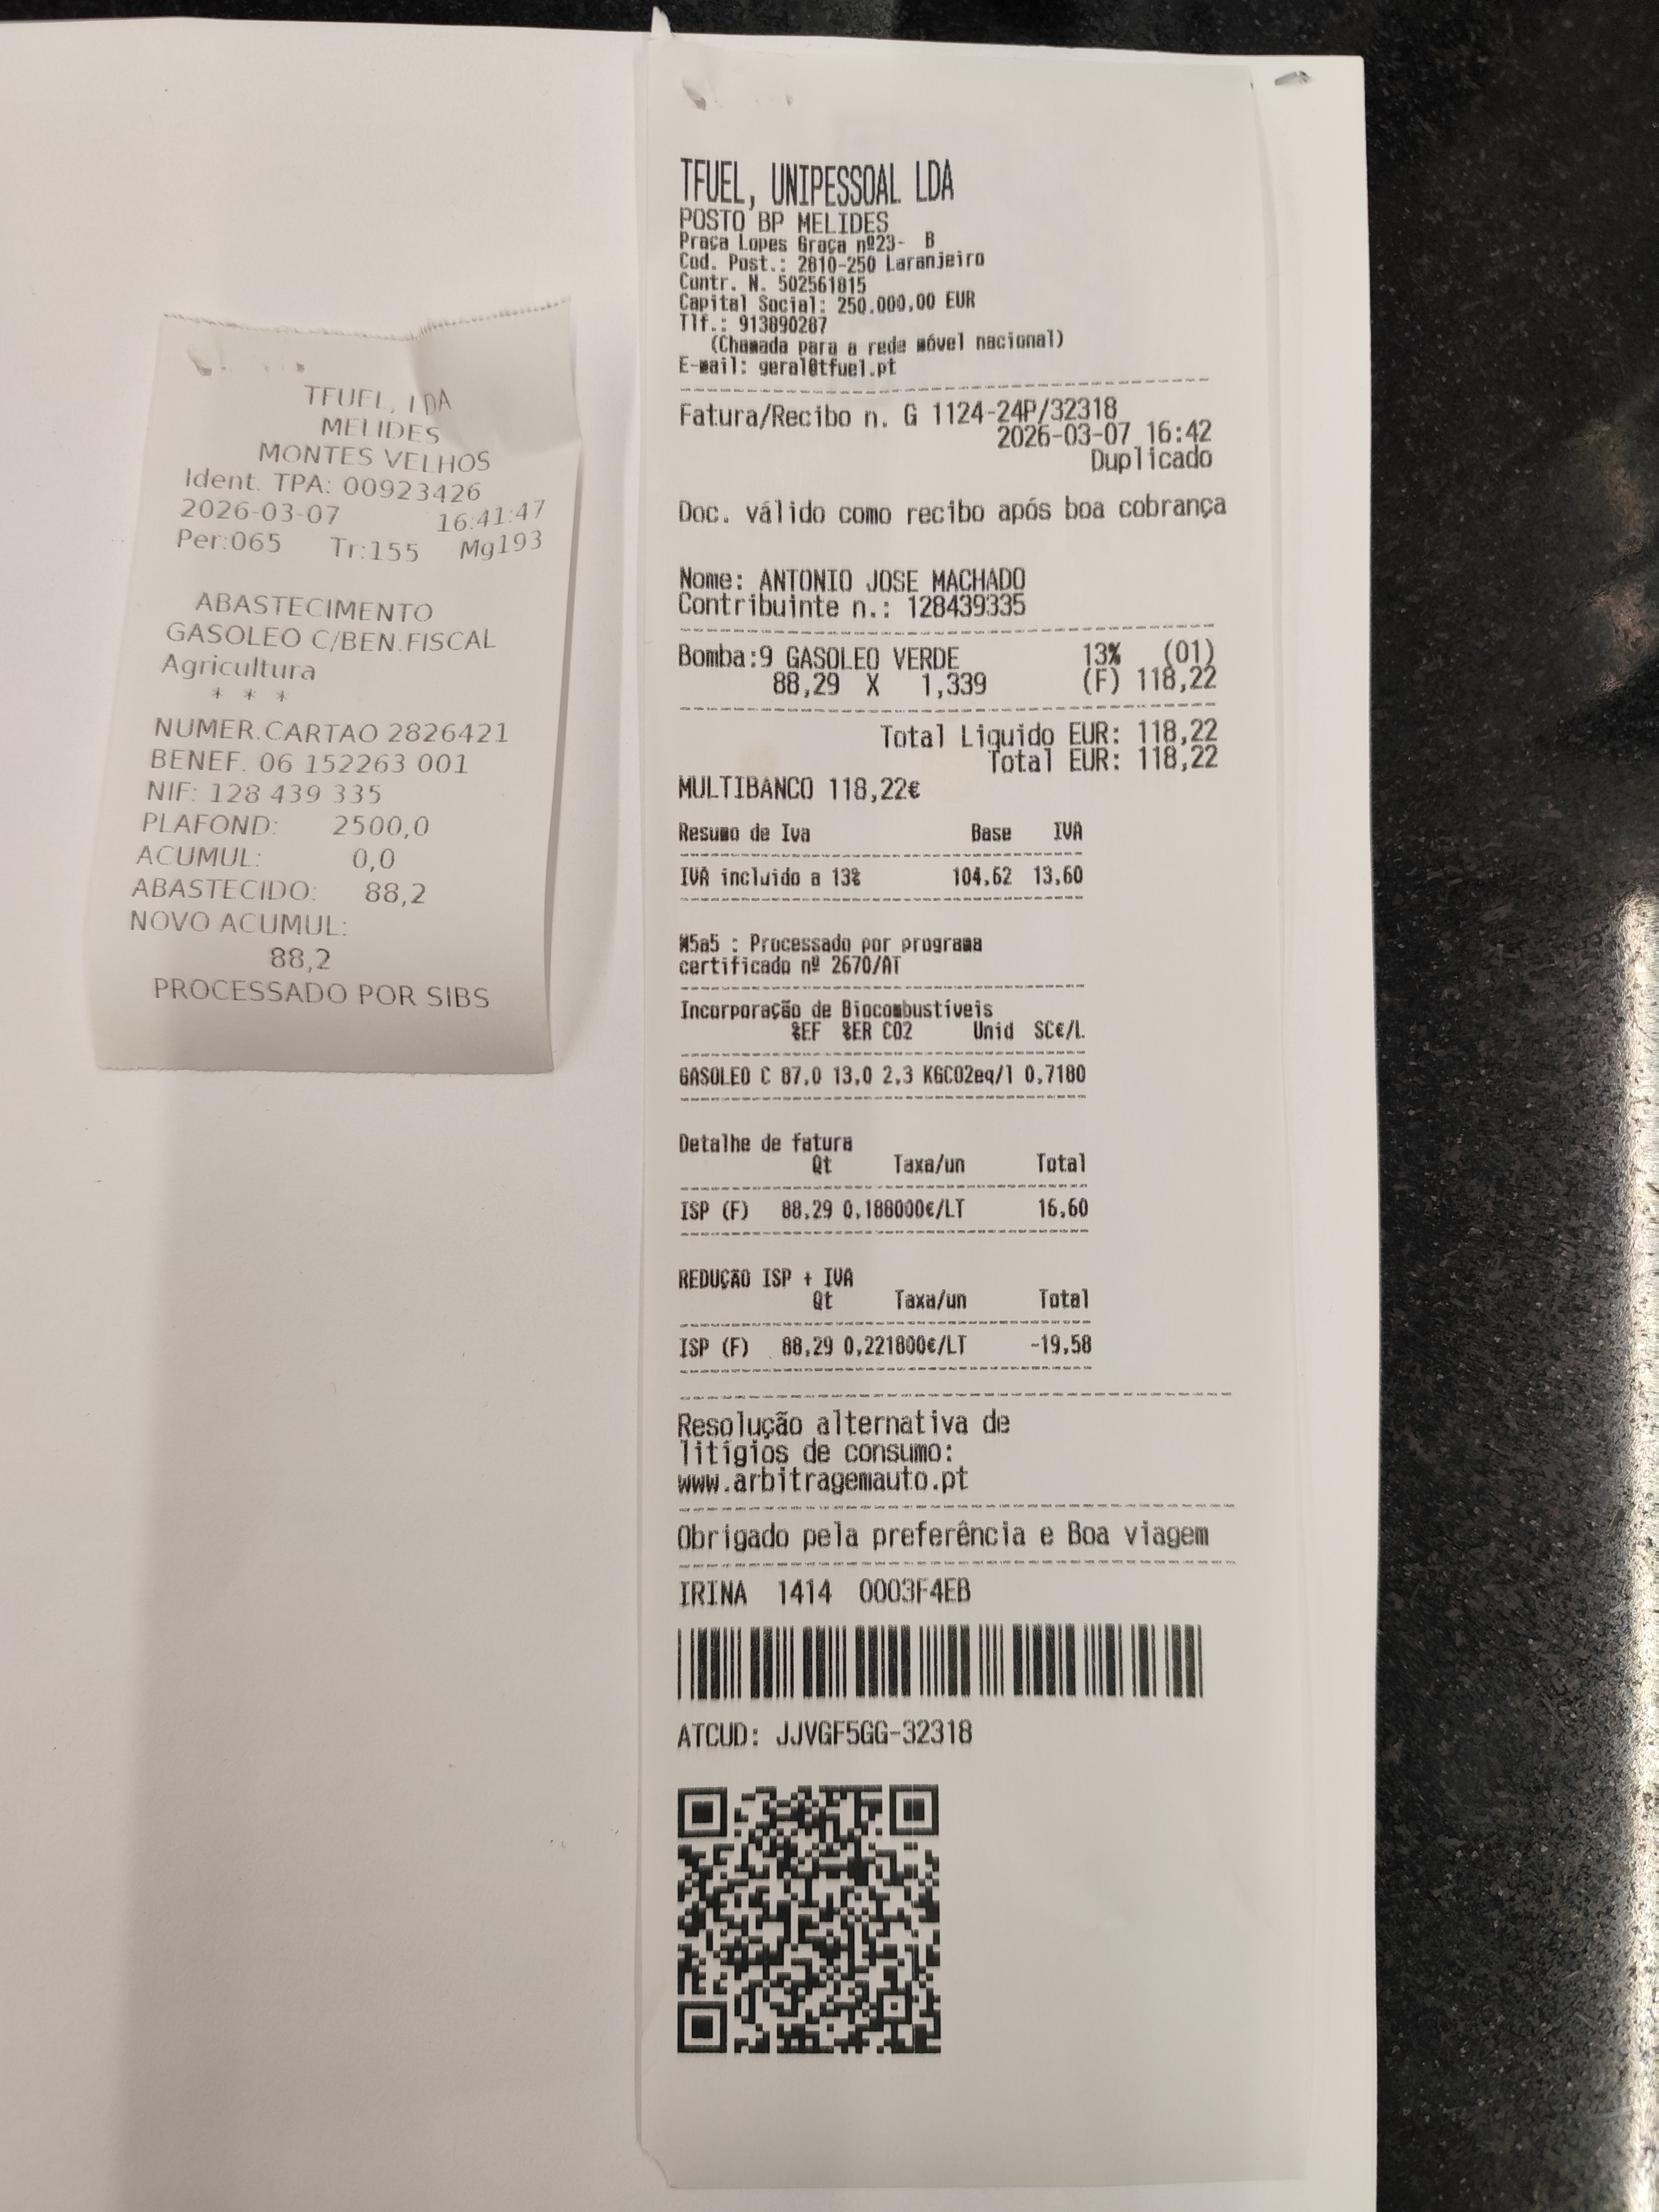 TFUEL, LDA
MELIDES
MONTES VELHOS
Ident. TPA: 00923426
2026-03-07 16:41:47
Per:065 Tr:155 Mg193
ABASTECIMENTO
GASOLEO C/BEN.FISCAL
Agricultura
* * *
NUMER.CARTAO 2826421
BENEF. 06 152263 001
NIF: 128 439 335
PLAFOND: 2500,0
ACUMUL: 0,0
ABASTECIDO: 88,2
NOVO ACUMUL:
88,2
PROCESSADO POR SIBS
TFUEL, UNIPESSOAL LDA
POSTO BP MELIDES
Praça Lopes Graça nº23- B
Cod. Post.: 2810-250 Laranjeiro
Contr. N. 502561815
Capital Social: 250.000,00 EUR
Tlf.: 913890287
(Chamada para a rede móvel nacional)
E-mail: geral@tfuel.pt
Fatura/Recibo n. G 1124-24P/32318
2026-03-07 16:42
Duplicado
Doc. válido como recibo após boa cobrança
Nome: ANTONIO JOSE MACHADO
Contribuinte n.: 128439335
Bomba:9 GASOLEO VERDE 13% (01)
88,29 X 1,339 (F) 118,22
Total Liquido EUR: 118,22
Total EUR: 118,22
MULTIBANCO 118,22€
Resumo de Iva Base IVA
IVA incluido a 13% 104,62 13,60
M5a5 : Processado por programa
certificado nº 2670/AT
Incorporação de Biocombustíveis
%EF %ER CO2 Unid SC€/L
GASOLEO C 87,0 13,0 2,3 KGCO2eq/l 0,7180
Detalhe de fatura
Qt Taxa/un Total
ISP (F) 88,29 0,188000€/LT 16,60
REDUÇÃO ISP + IVA
Qt Taxa/un Total
ISP (F) 88,29 0,221800€/LT -19,58
Resolução alternativa de
litígios de consumo:
www.arbitragemauto.pt
Obrigado pela preferência e Boa viagem
IRINA 1414 0003F4EB
ATCUD: JJVGF5GG-32318